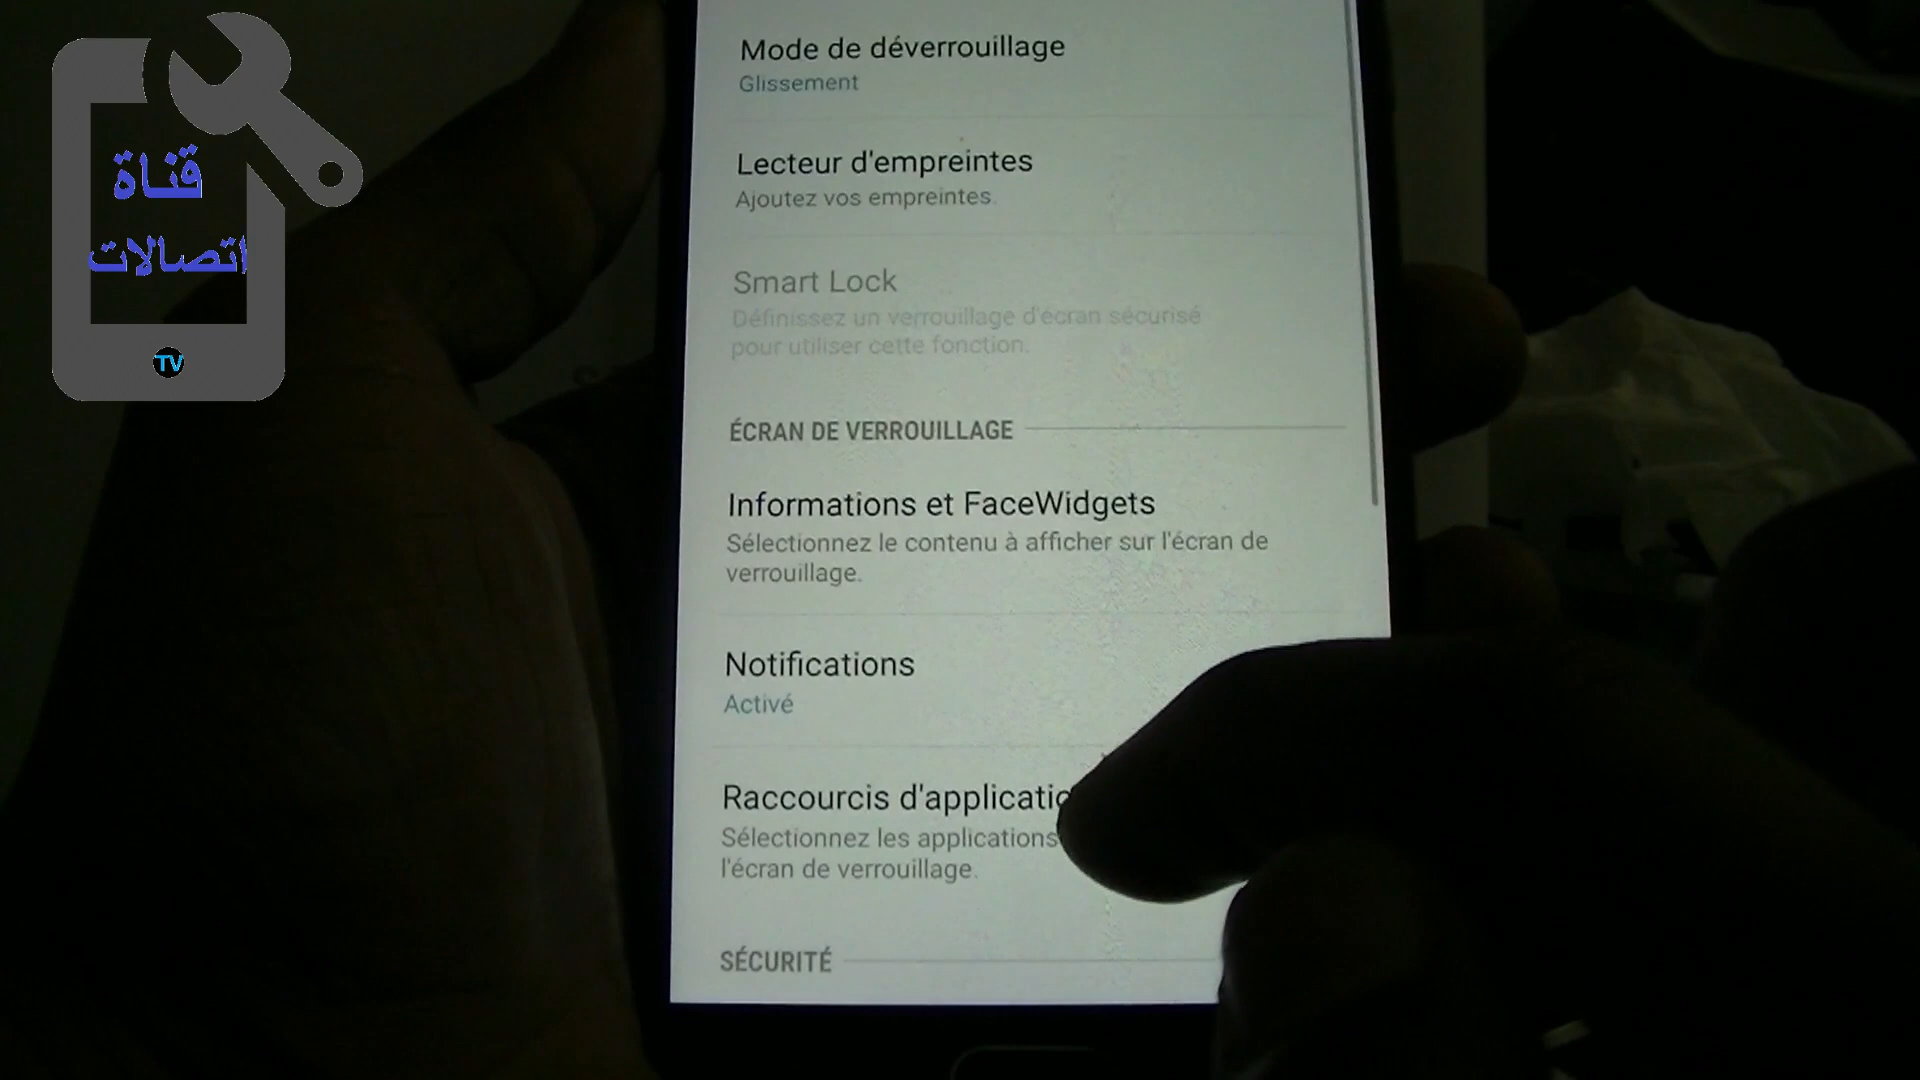 قناة
اتصالات
TV
Mode de déverrouillage
Glissement
Lecteur d'empreintes
Ajoutez vos empreintes.
Smart Lock
Définissez un verrouillage d'écran sécurisé
pour utiliser cette fonction.
ÉCRAN DE VERROUILLAGE
Informations et FaceWidgets
Sélectionnez le contenu à afficher sur l'écran de
verrouillage.
Notifications
Activé
Raccourcis
Sélectionnez les applications
l'écran de verrouillage.
SÉCURITÉ